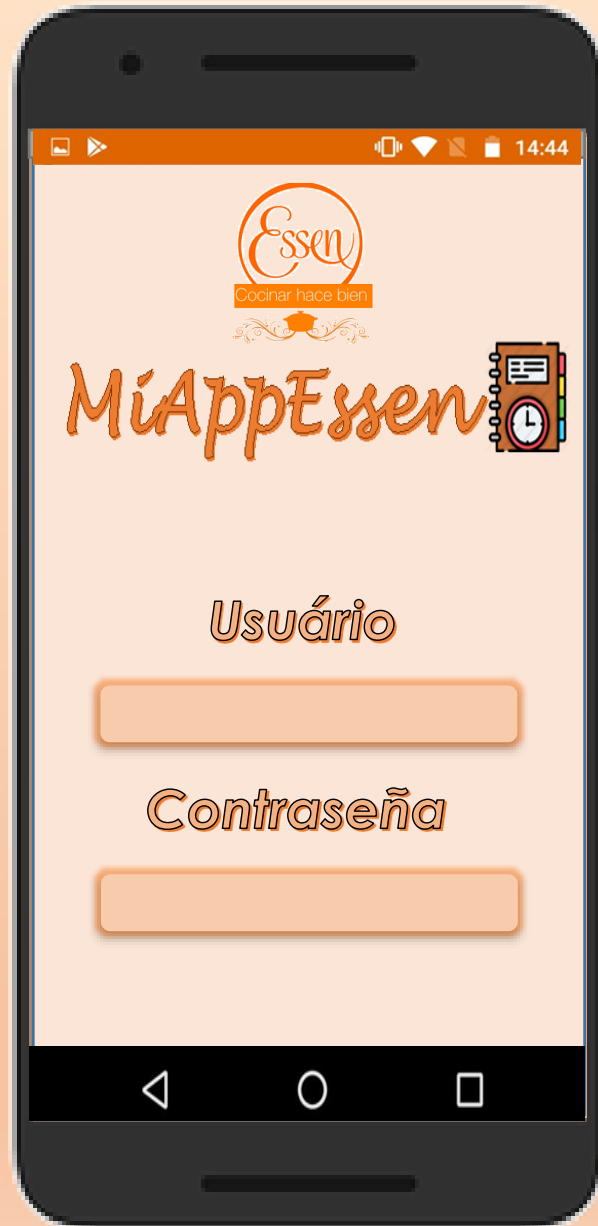 14:44
Essen
Cocinar hace bien
MiAppEssen
Usuário
Contraseña